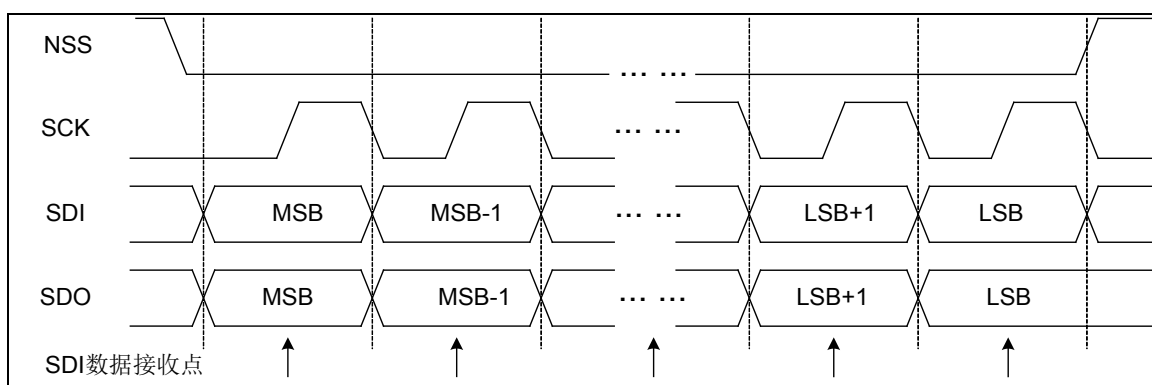 NSS
... ...
SCK
... ...
SDI MSB MSB-1 ... ... LSB+1 LSB
SDO MSB MSB-1 ... ... LSB+1 LSB
SDI数据接收点